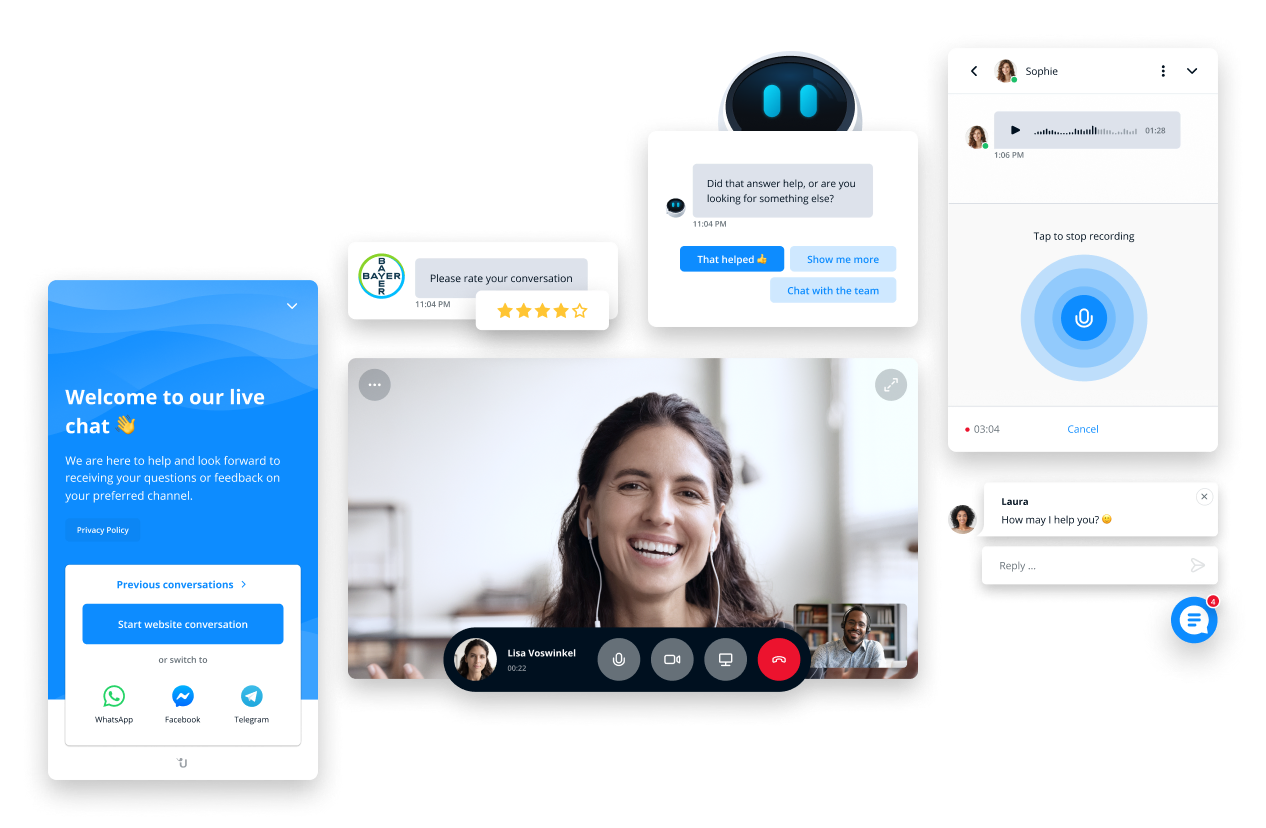 Welcome to our live
chat 👋
We are here to help and look forward to
receiving your questions or feedback on
your preferred channel.
Privacy Policy
Previous conversations
Start website conversation
or switch to
WhatsApp
Facebook
Telegram
BAYER
BAYER
Please rate your conversation
11:04 PM
Did that answer help, or are you
looking for something else?
11:04 PM
That helped 👍
Show me more
Chat with the team
Lisa Voswinkel
00:22
Sophie
01:28
1:06 PM
Tap to stop recording
03:04
Cancel
Laura
How may I help you? 😀
Reply ...
4